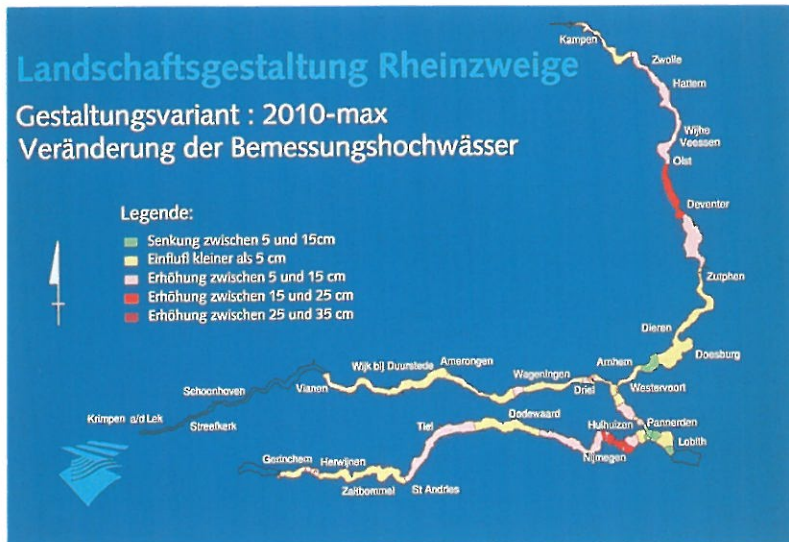 Landschaftsgestaltung Rheinzweige
Gestaltungsvariant : 2010-max
Veränderung der Bemessungshochwässer
Legende:
Senkung zwischen 5 und 15cm
Einfluß kleiner als 5 cm
Erhöhung zwischen 5 und 15 cm
Erhöhung zwischen 15 und 25 cm
Erhöhung zwischen 25 und 35 cm
Kampen
Zwolle
Hattem
Wijhe
Veessen
Olst
Deventer
Zutphen
Dieren
Doesburg
Arnhem
Westervoort
Driel
Wageningen
Amerongen
Wijk bij Duurstede
Vianen
Schoonhoven
Streefkerk
Krimpen a/d Lek
Pannerden
Lobith
Hulhuizen
Nijmegen
Dodewaard
Tiel
St Andries
Zaltbommel
Herwijnen
Gorinchem